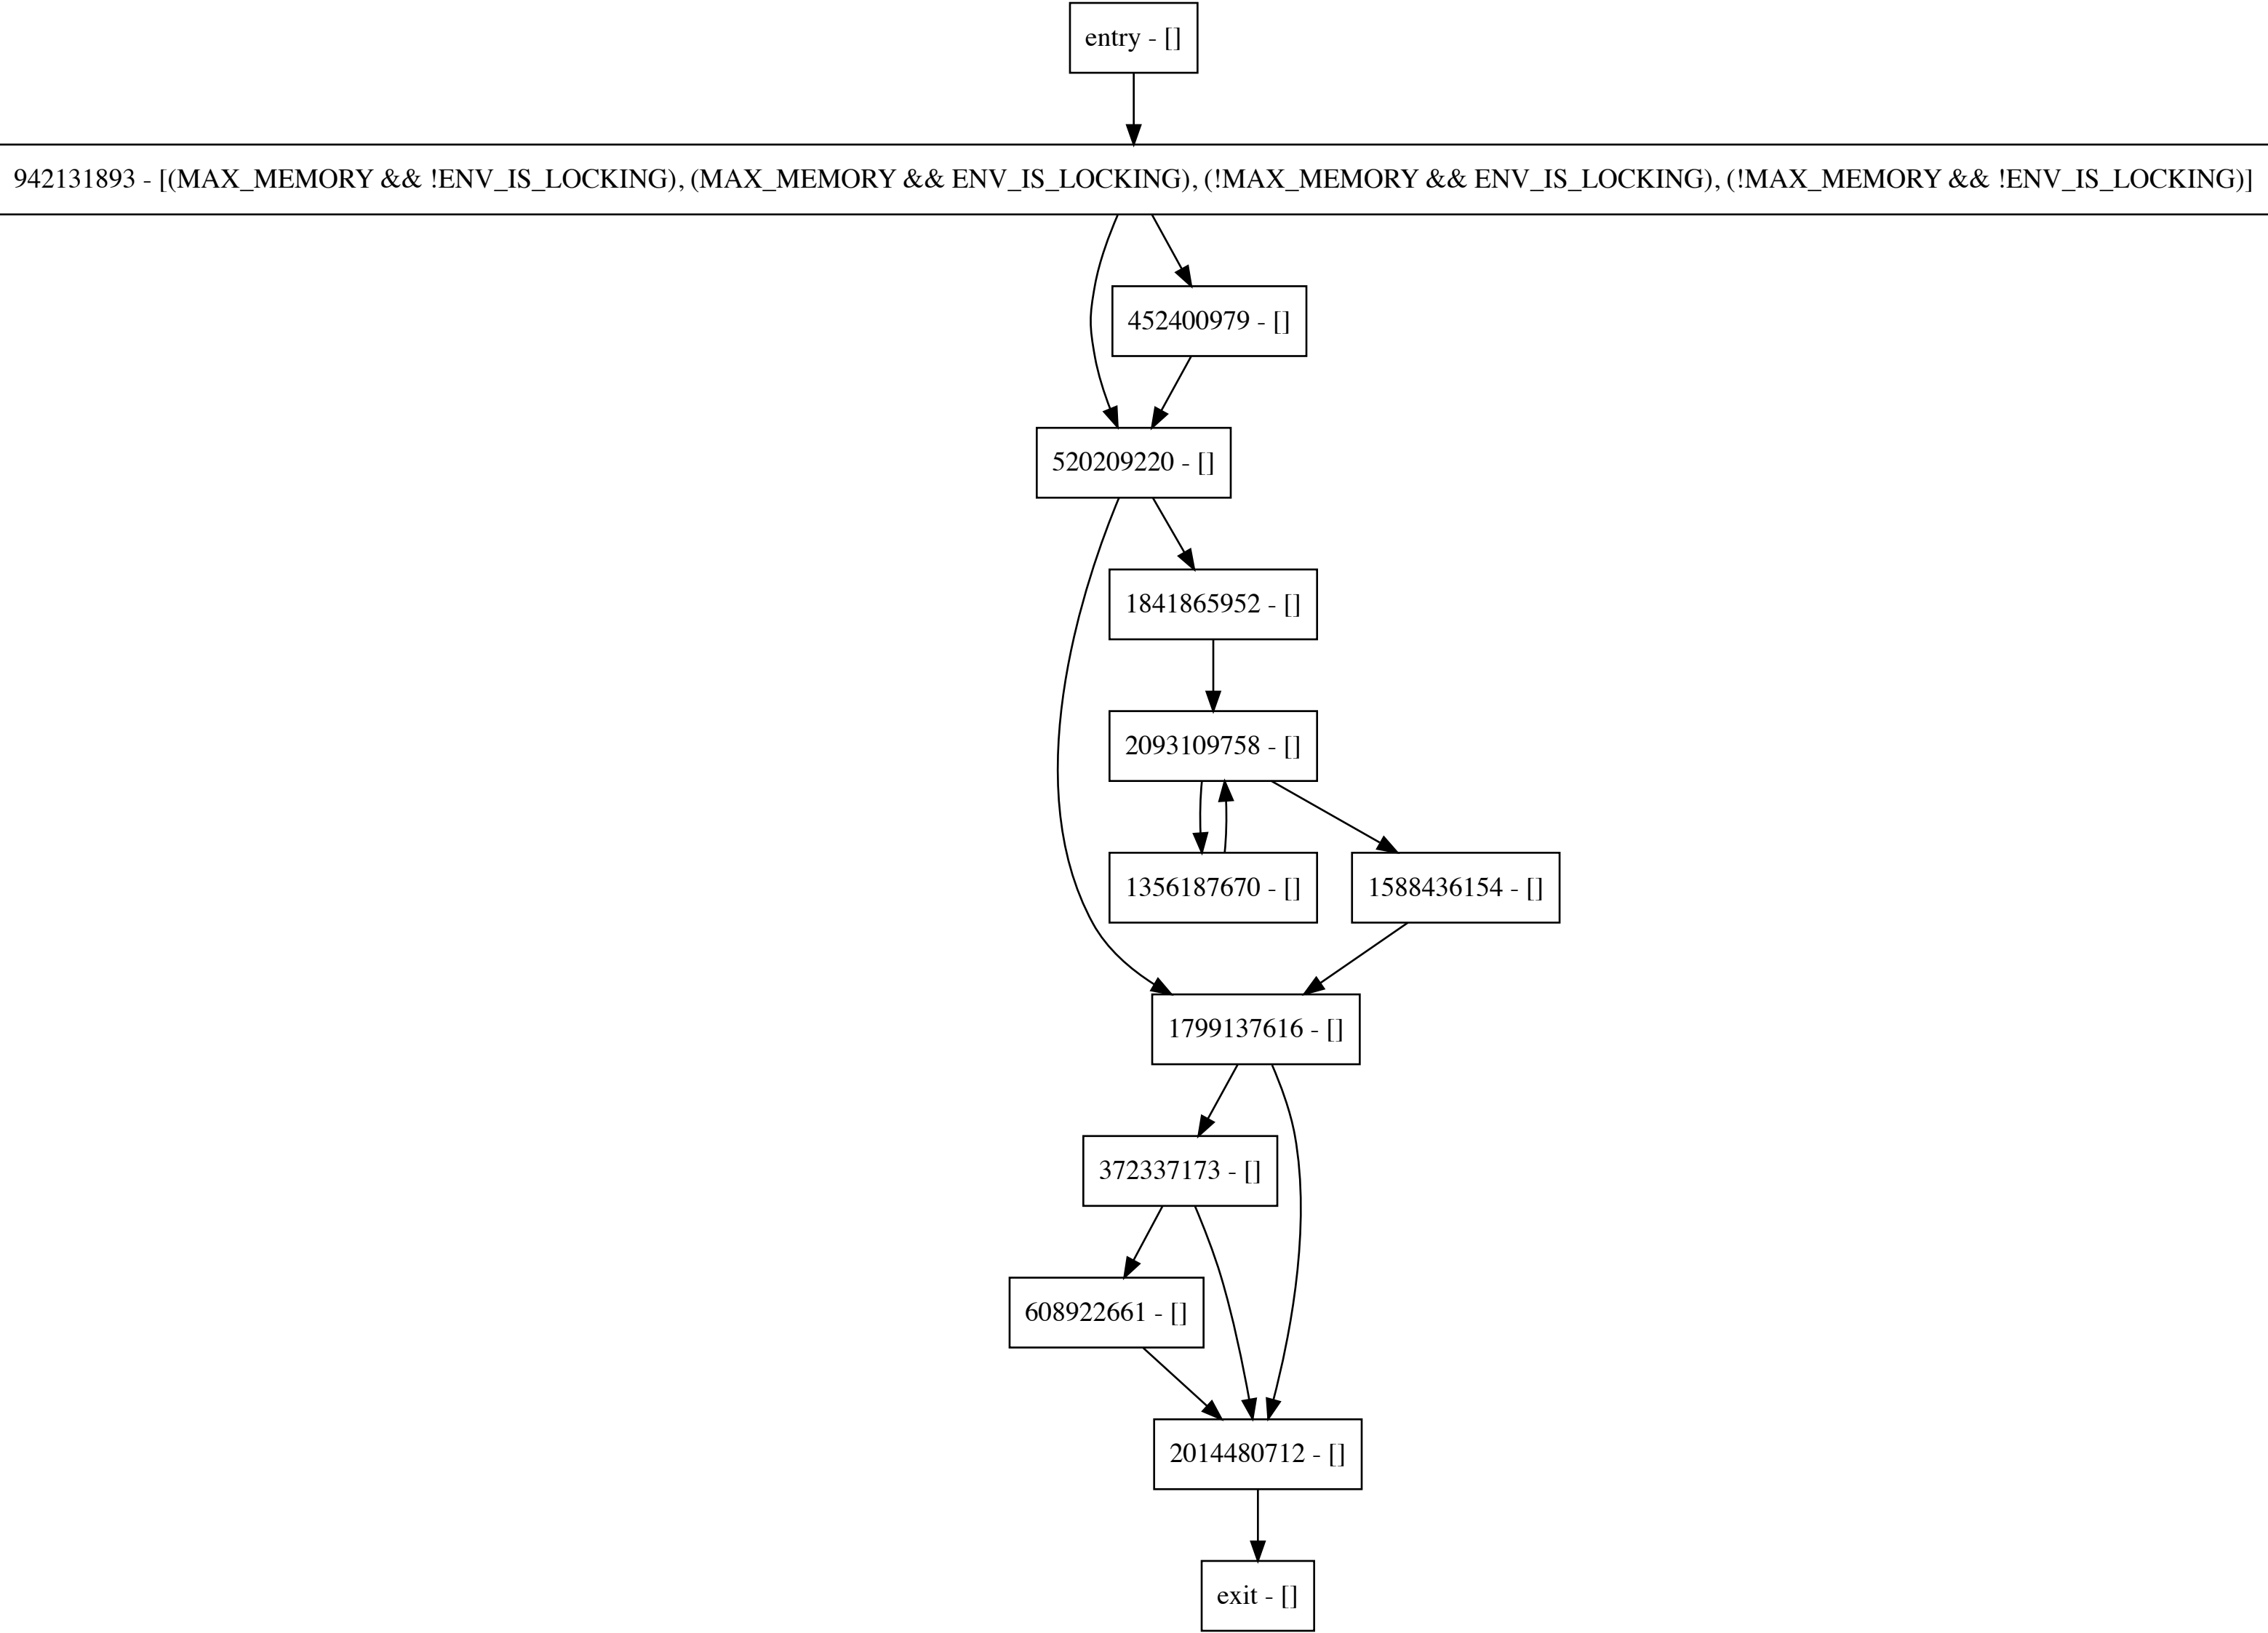 entry - []
942131893 - [(MAX_MEMORY && !ENV_IS_LOCKING), (MAX_MEMORY && ENV_IS_LOCKING), (!MAX_MEMORY && ENV_IS_LOCKING), (!MAX_MEMORY && !ENV_IS_LOCKING)]
452400979 - []
520209220 - []
1841865952 - []
2093109758 - []
1356187670 - []
1588436154 - []
1799137616 - []
372337173 - []
608922661 - []
2014480712 - []
exit - []